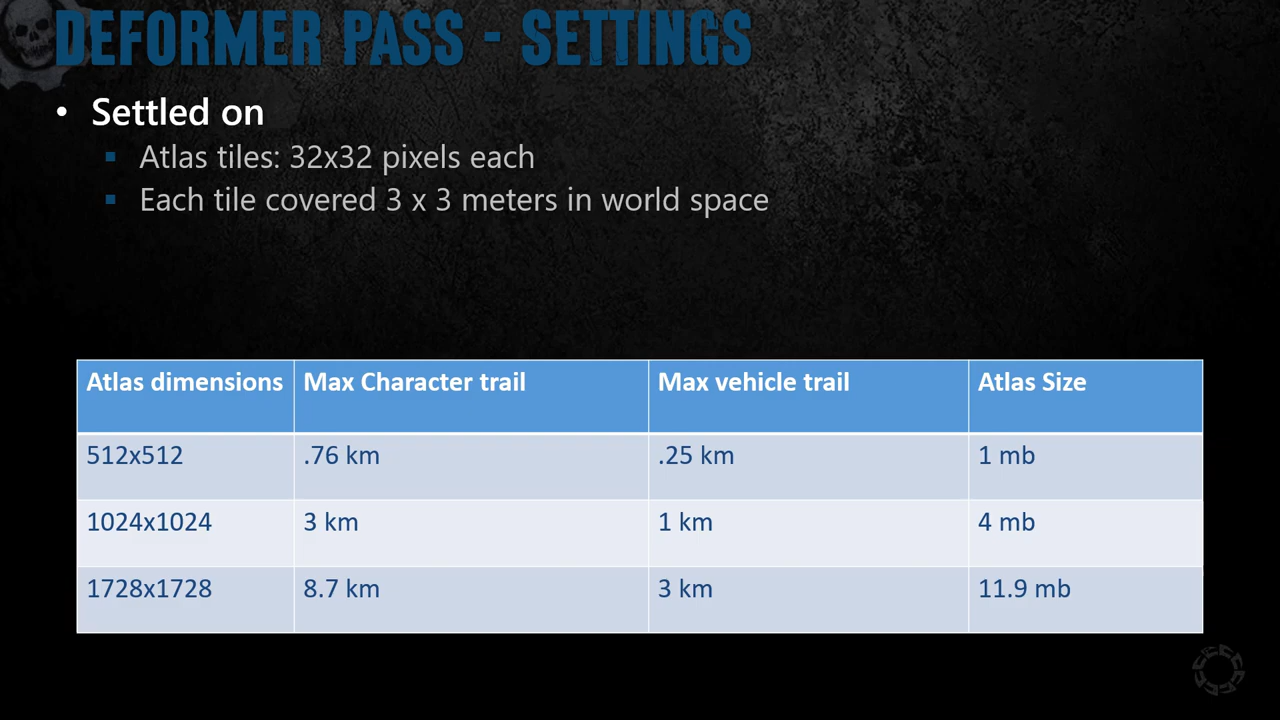 DEFORMER PASS - SETTINGS
• Settled on
▪ Atlas tiles: 32x32 pixels each
▪ Each tile covered 3 x 3 meters in world space
Atlas dimensions Max Character trail Max vehicle trail Atlas Size
512x512 .76 km .25 km 1 mb
1024x1024 3 km 1 km 4 mb
1728x1728 8.7 km 3 km 11.9 mb